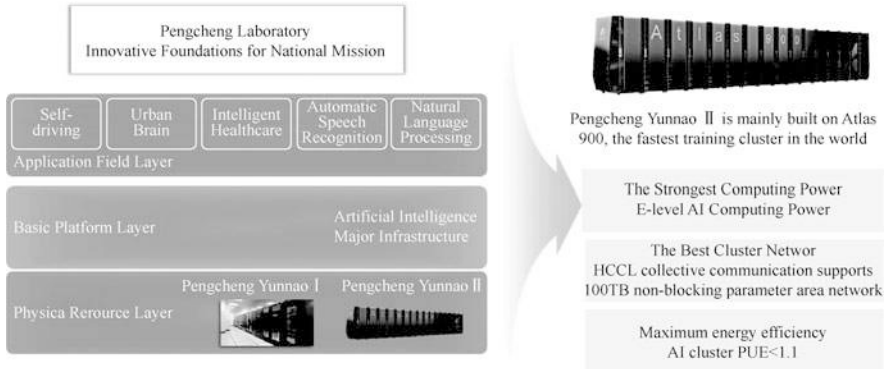 Pengcheng Laboratory
Innovative Foundations for National Mission
Self-
driving
Urban
Brain
Intelligent
Healthcare
Automatic
Speech
Recognition
Natural
Language
Processing
Application Field Layer
Basic Platform Layer
Artificial Intelligence
Major Infrastructure
Pengcheng Yunnao Ⅰ
Pengcheng Yunnao Ⅱ
Physica Rerource Layer
Atlas 900
Pengcheng Yunnao Ⅱ is mainly built on Atlas
900, the fastest training cluster in the world
The Strongest Computing Power
E-level AI Computing Power
The Best Cluster Networ
HCCL collective communication supports
100TB non-blocking parameter area network
Maximum energy efficiency
AI cluster PUE<1.1